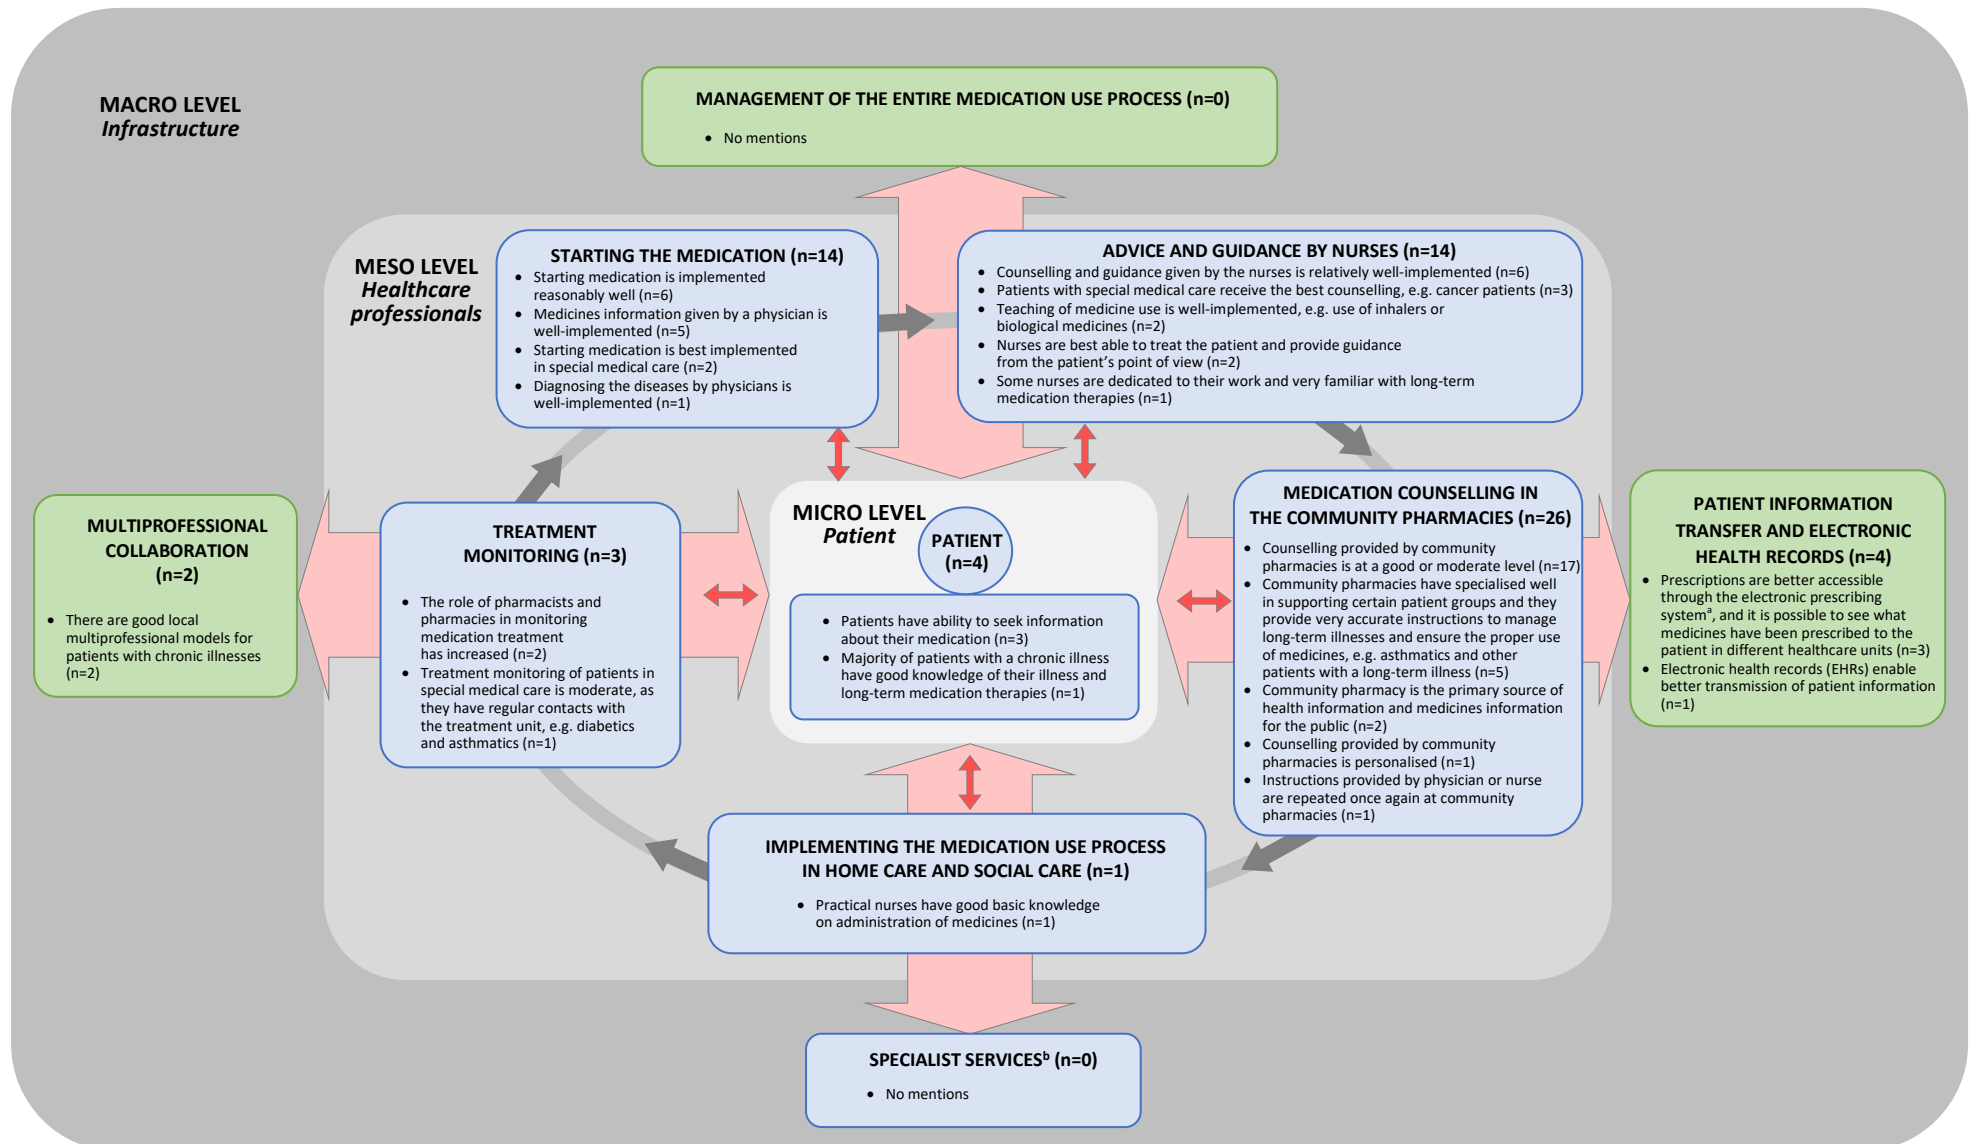 MACRO LEVEL
Infrastructure
MANAGEMENT OF THE ENTIRE MEDICATION USE PROCESS (n=0)
• No mentions
MESO LEVEL
Healthcare
professionals
STARTING THE MEDICATION (n=14)
• Starting medication is implemented
reasonably well (n=6)
• Medicines information given by a physician is
well-implemented (n=5)
• Starting medication is best implemented
in special medical care (n=2)
• Diagnosing the diseases by physicians is
well-implemented (n=1)
ADVICE AND GUIDANCE BY NURSES (n=14)
• Counselling and guidance given by the nurses is relatively well-implemented (n=6)
• Patients with special medical care receive the best counselling, e.g. cancer patients (n=3)
• Teaching of medicine use is well-implemented, e.g. use of inhalers or
biological medicines (n=2)
• Nurses are best able to treat the patient and provide guidance
from the patient’s point of view (n=2)
• Some nurses are dedicated to their work and very familiar with long-term
medication therapies (n=1)
MULTIPROFESSIONAL
COLLABORATION
(n=2)
• There are good local
multiprofessional models for
patients with chronic illnesses
(n=2)
TREATMENT
MONITORING (n=3)
• The role of pharmacists and
pharmacies in monitoring
medication treatment
has increased (n=2)
• Treatment monitoring of patients in
special medical care is moderate, as
they have regular contacts with
the treatment unit, e.g. diabetics
and asthmatics (n=1)
MICRO LEVEL
Patient
PATIENT
(n=4)
• Patients have ability to seek information
about their medication (n=3)
• Majority of patients with a chronic illness
have good knowledge of their illness and
long-term medication therapies (n=1)
MEDICATION COUNSELLING IN
THE COMMUNITY PHARMACIES (n=26)
• Counselling provided by community
pharmacies is at a good or moderate level (n=17)
• Community pharmacies have specialised well
in supporting certain patient groups and they
provide very accurate instructions to manage
long-term illnesses and ensure the proper use
of medicines, e.g. asthmatics and other
patients with a long-term illness (n=5)
• Community pharmacy is the primary source of
health information and medicines information
for the public (n=2)
• Counselling provided by community
pharmacies is personalised (n=1)
• Instructions provided by physician or nurse
are repeated once again at community
pharmacies (n=1)
PATIENT INFORMATION
TRANSFER AND ELECTRONIC
HEALTH RECORDS (n=4)
• Prescriptions are better accessible
through the electronic prescribing
systemᵃ, and it is possible to see what
medicines have been prescribed to the
patient in different healthcare units (n=3)
• Electronic health records (EHRs) enable
better transmission of patient information
(n=1)
IMPLEMENTING THE MEDICATION USE PROCESS
IN HOME CARE AND SOCIAL CARE (n=1)
• Practical nurses have good basic knowledge
on administration of medicines (n=1)
SPECIALIST SERVICESᵇ (n=0)
• No mentions